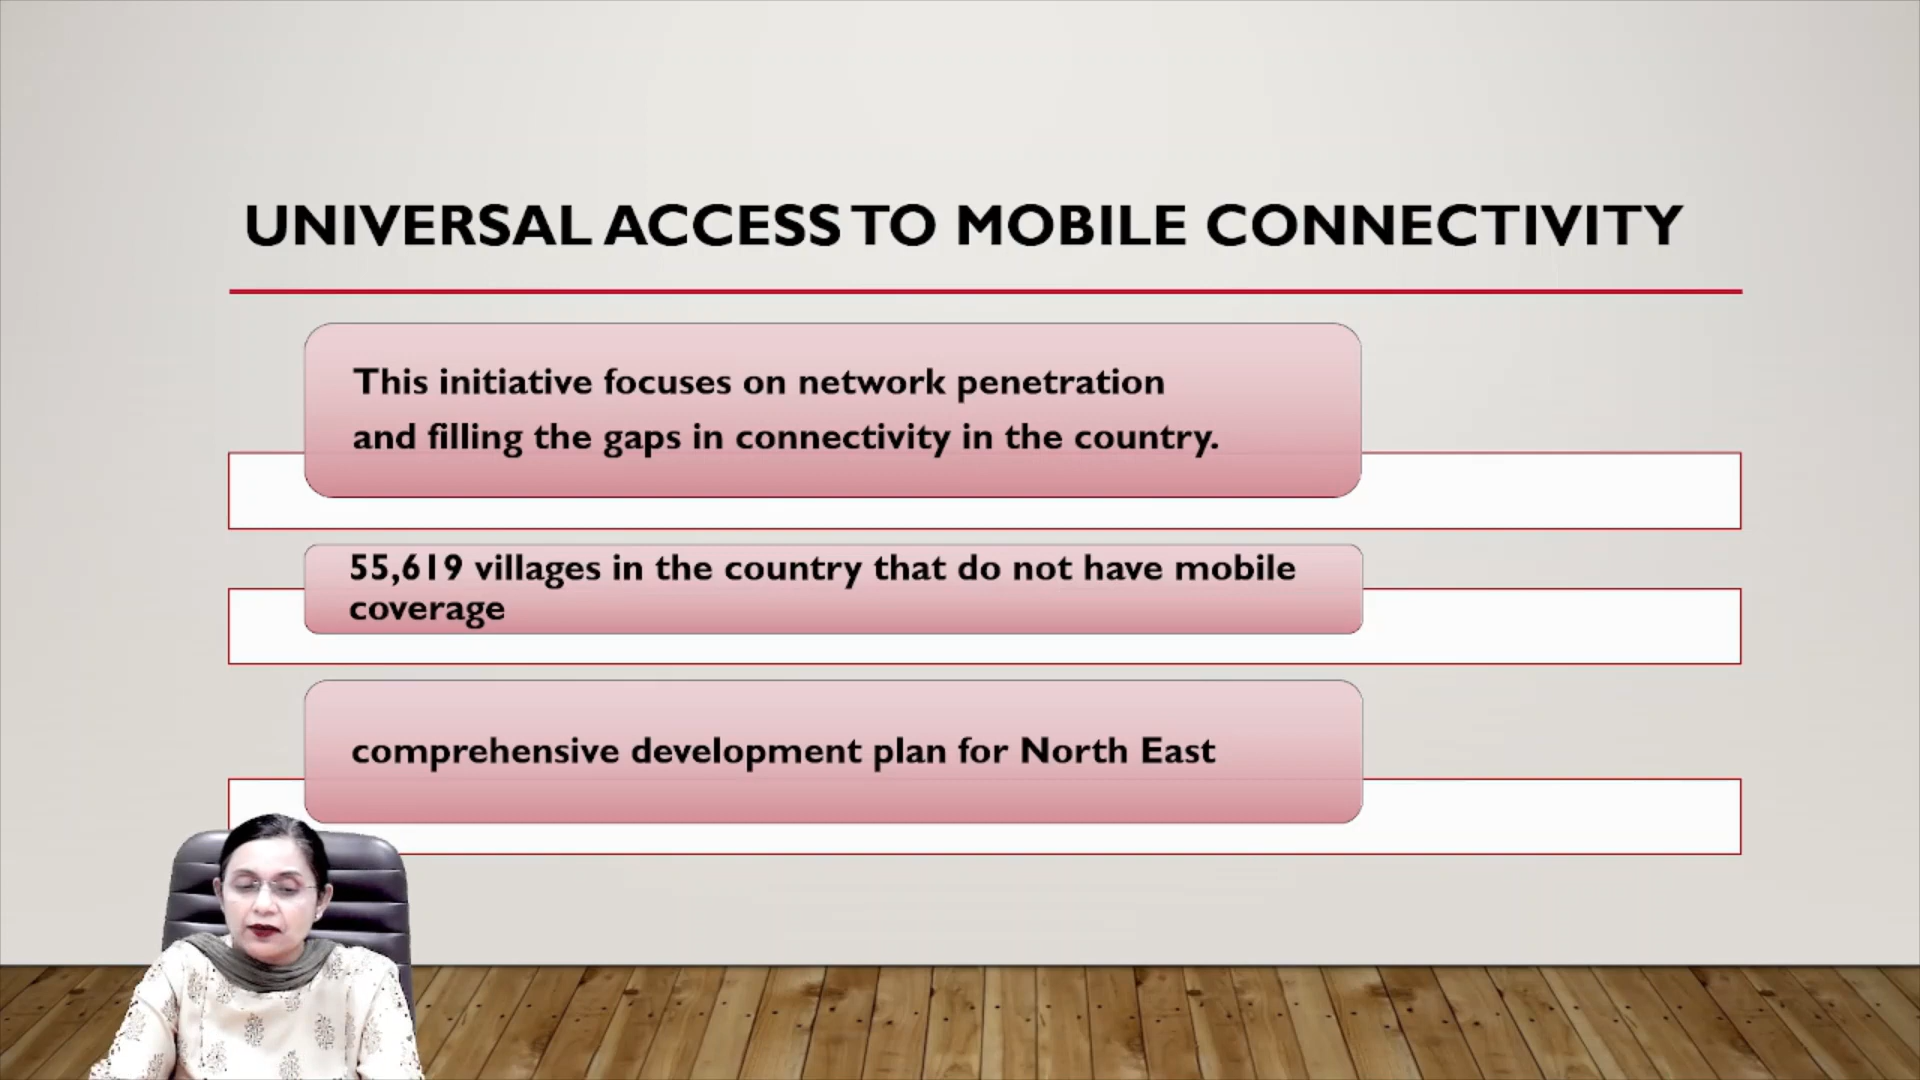 UNIVERSAL ACCESS TO MOBILE CONNECTIVITY
This initiative focuses on network penetration
and filling the gaps in connectivity in the country.
55,619 villages in the country that do not have mobile
coverage
comprehensive development plan for North East